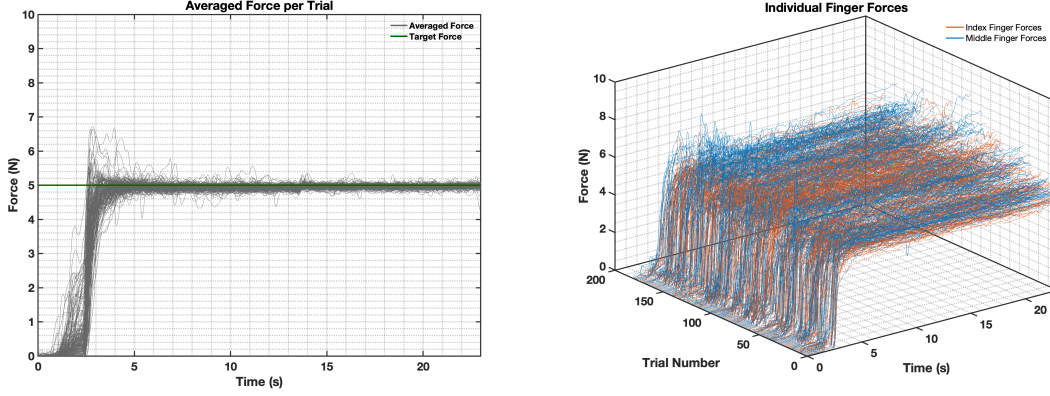 Averaged Force per Trial
10
9
8
7
6
5
4
3
2
1
0
Force (N)
Averaged Force
Target Force
0
5
10
15
20
Time (s)
Individual Finger Forces
Index Finger Forces
Middle Finger Forces
10
8
6
4
2
0
Force (N)
200
150
100
50
0
Trial Number
0
5
10
15
20
Time (s)